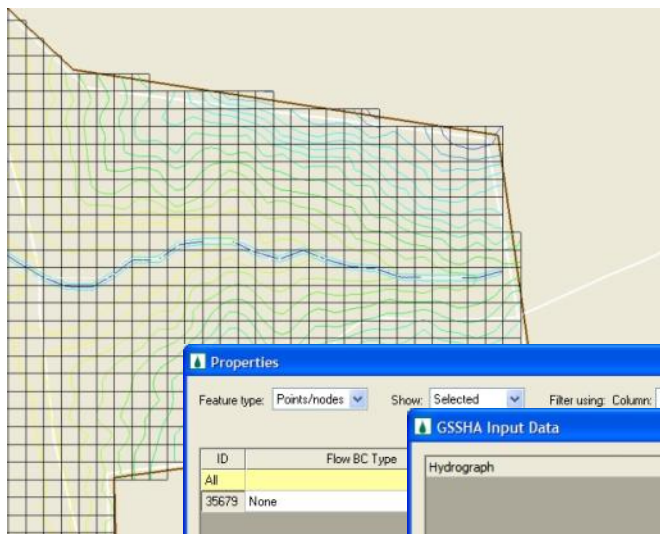 Properties
Feature type: Points/nodes Show: Selected Filter using: Column:
GSSHA Input Data
ID Flow BC Type
Hydrograph
All
35679 None